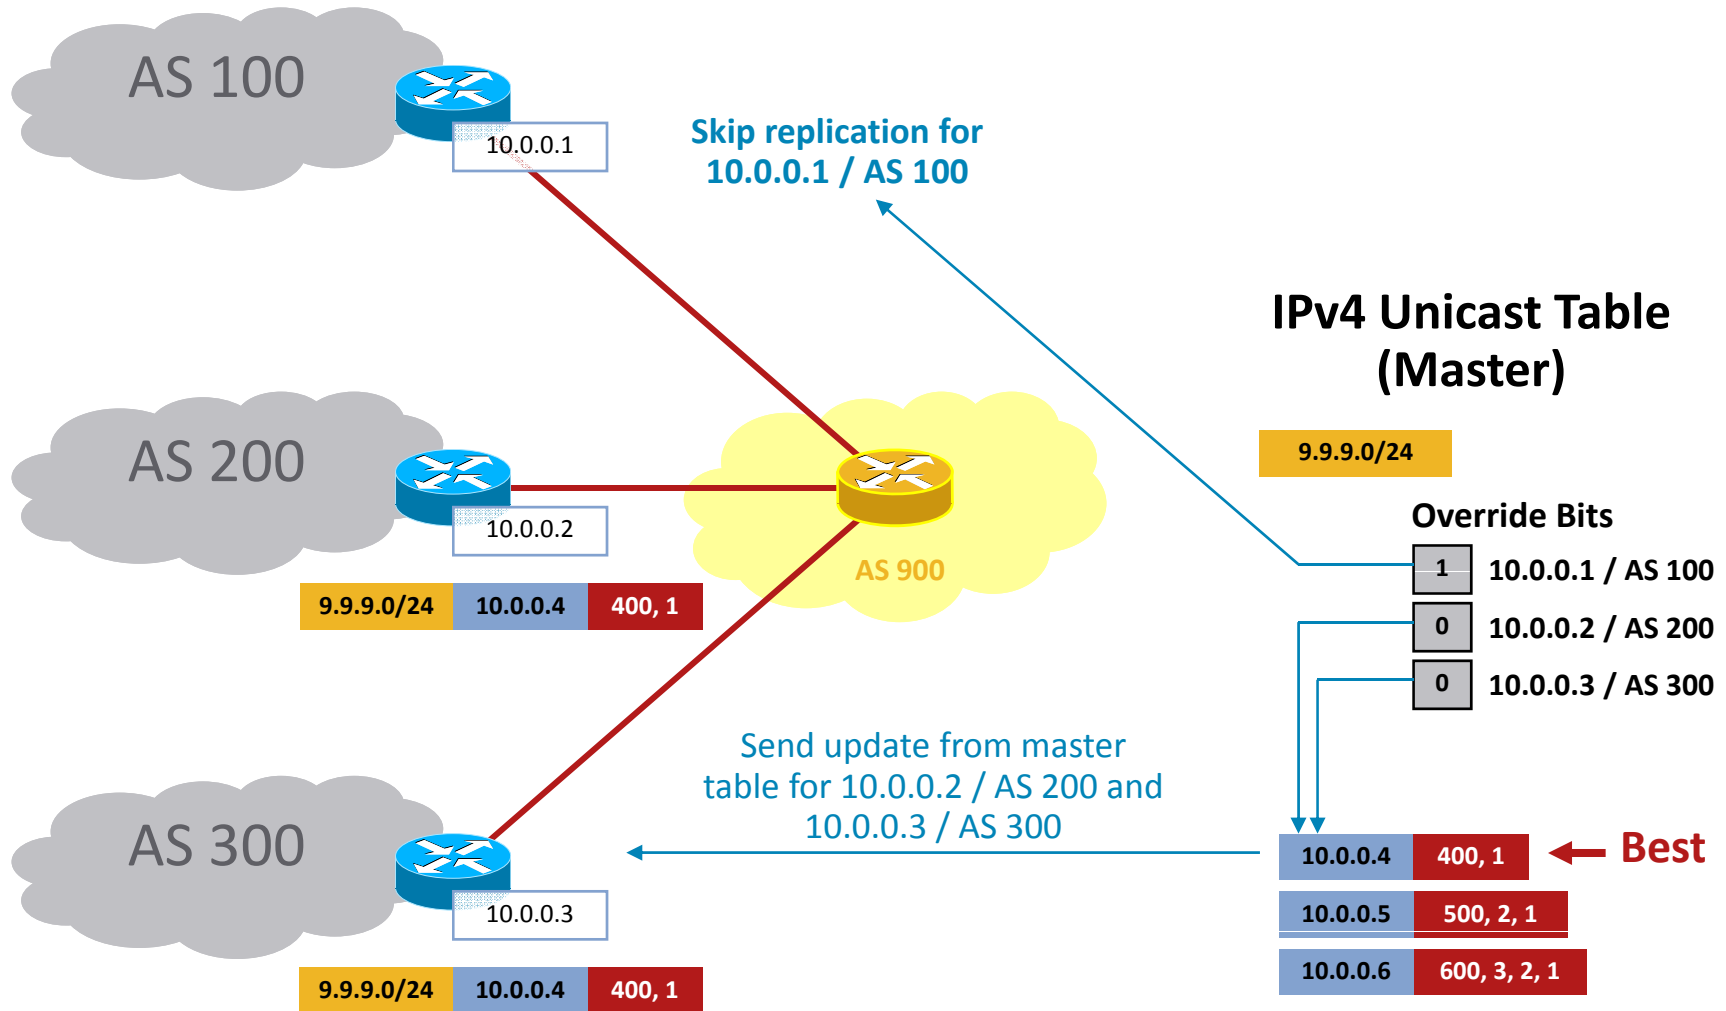 AS 100
10.0.0.1
Skip replication for
10.0.0.1 / AS 100
IPv4 Unicast Table
(Master)
9.9.9.0/24
AS 200
10.0.0.2
9.9.9.0/24 10.0.0.4 400, 1
AS 900
Override Bits
1 10.0.0.1 / AS 100
0 10.0.0.2 / AS 200
0 10.0.0.3 / AS 300
Send update from master
table for 10.0.0.2 / AS 200 and
10.0.0.3 / AS 300
AS 300
10.0.0.3
9.9.9.0/24 10.0.0.4 400, 1
10.0.0.4 400, 1 Best
10.0.0.5 500, 2, 1
10.0.0.6 600, 3, 2, 1